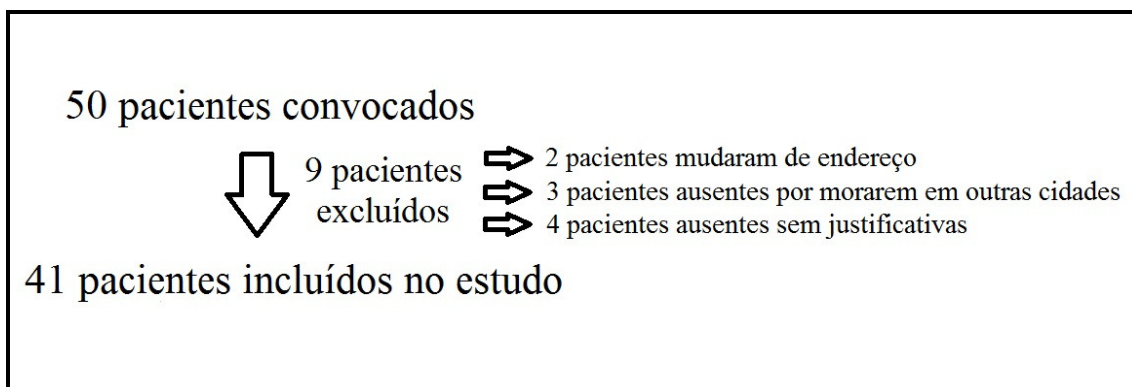 50 pacientes convocados
9 pacientes
excluídos
2 pacientes mudaram de endereço
3 pacientes ausentes por morarem em outras cidades
4 pacientes ausentes sem justificativas
41 pacientes incluídos no estudo